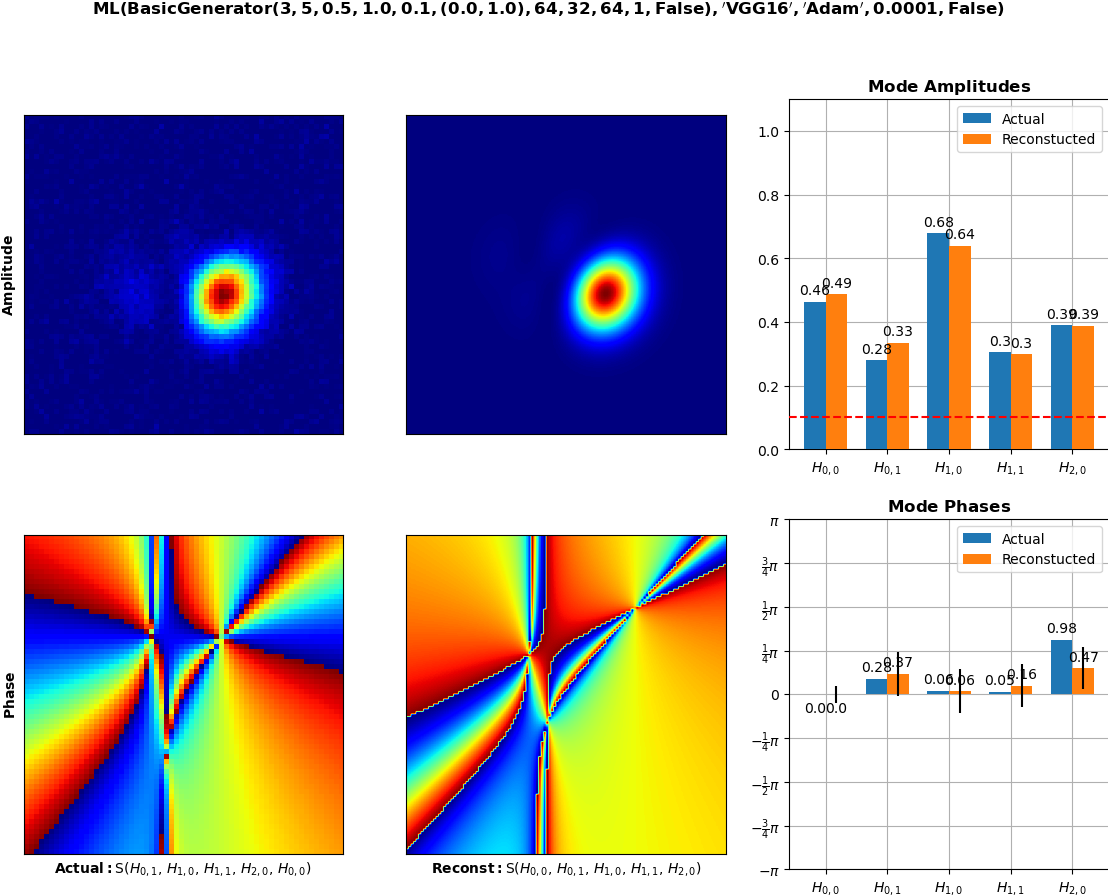 ML(BasicGenerator(3, 5, 0.5, 1.0, 0.1, (0.0, 1.0), 64, 32, 64, 1, False), ′VGG16′, ′Adam′, 0.0001, False)
Amplitude
Mode Amplitudes
Actual
Reconstucted
1.0
0.8
0.6
0.4
0.2
0.0
0.46
0.49
0.28
0.33
0.68
0.64
0.3
0.3
0.39
0.39
H0,0
H0,1
H1,0
H1,1
H2,0
Phase
Actual: S(H0,1, H1,0, H1,1, H2,0, H0,0)
Reconst: S(H0,0, H0,1, H1,0, H1,1, H2,0)
Mode Phases
Actual
Reconstucted
π
3/4π
1/2π
1/4π
0
−1/4π
−1/2π
−3/4π
−π
0.00
0.0
0.28
0.37
0.06
0.06
0.05
0.16
0.98
0.47
H0,0
H0,1
H1,0
H1,1
H2,0